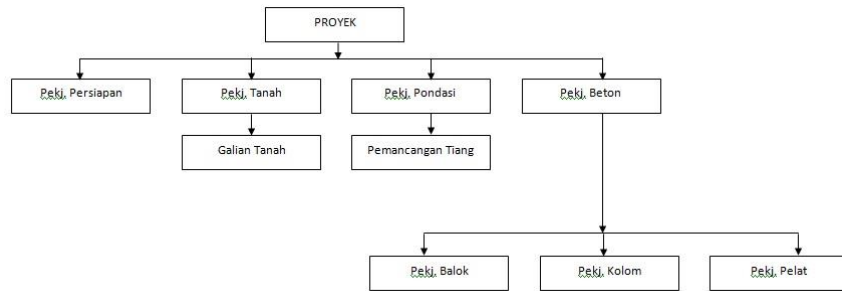 PROYEK
Pekj, Persiapan
Pekj, Tanah
Pekj, Pondasi
Pekj, Beton
Galian Tanah
Pemancangan Tiang
Pekj, Balok
Pekj, Kolom
Pekj, Pelat